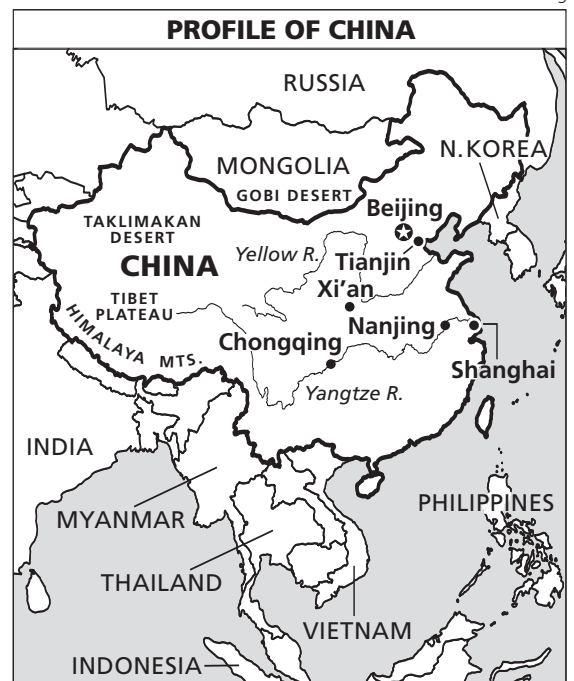 PROFILE OF CHINA
RUSSIA
MONGOLIA
N.KOREA
GOBI DESERT
Beijing
TAKLIMAKAN
DESERT
Yellow R.
CHINA
Tianjin
Xi’an
TIBET
PLATEAU
Nanjing
HIMALAYA MTS.
Chongqing
Shanghai
Yangtze R.
INDIA
PHILIPPINES
MYANMAR
THAILAND
VIETNAM
INDONESIA